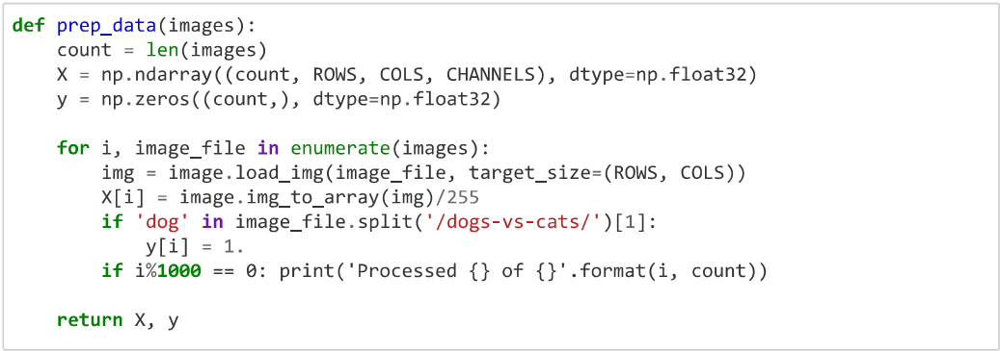 def prep_data(images):
    count = len(images)
    X = np.ndarray((count, ROWS, COLS, CHANNELS), dtype=np.float32)
    y = np.zeros((count,), dtype=np.float32)

    for i, image_file in enumerate(images):
        img = image.load_img(image_file, target_size=(ROWS, COLS))
        X[i] = image.img_to_array(img)/255
        if 'dog' in image_file.split('/dogs-vs-cats/')[1]:
            y[i] = 1.
        if i%1000 == 0: print('Processed {} of {}'.format(i, count))

    return X, y